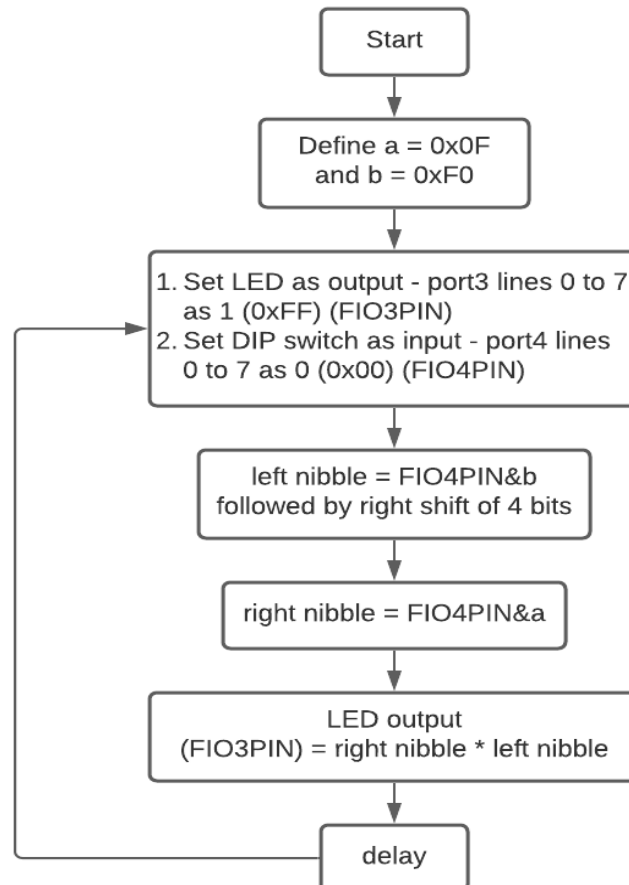 Start
Define a = 0x0F
and b = 0xF0
1. Set LED as output - port3 lines 0 to 7
as 1 (0xFF) (FIO3PIN)
2. Set DIP switch as input - port4 lines
0 to 7 as 0 (0x00) (FIO4PIN)
left nibble = FIO4PIN&b
followed by right shift of 4 bits
right nibble = FIO4PIN&a
LED output
(FIO3PIN) = right nibble * left nibble
delay